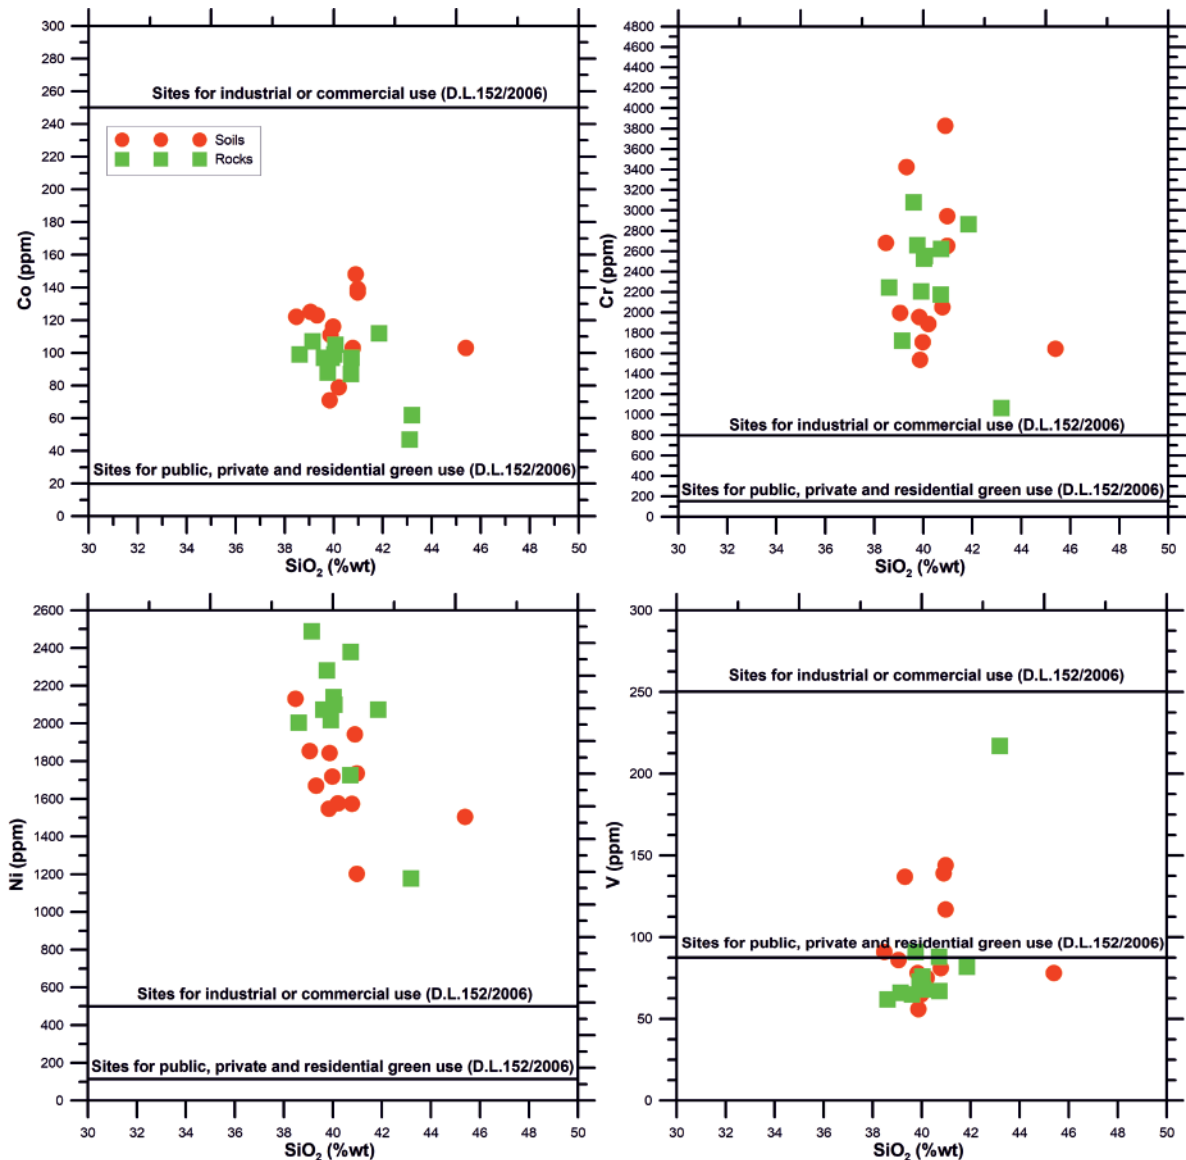 300
280
260
240
220
200
180
160
140
120
100
80
60
40
20
0
Co (ppm)
Sites for industrial or commercial use (D.L.152/2006)
Soils
Rocks
Sites for public, private and residential green use (D.L.152/2006)
30 32 34 36 38 40 42 44 46 48 50
SiO₂ (%wt)
4800
4600
4400
4200
4000
3800
3600
3400
3200
3000
2800
2600
2400
2200
2000
1800
1600
1400
1200
1000
800
600
400
200
0
Cr (ppm)
Sites for industrial or commercial use (D.L.152/2006)
Sites for public, private and residential green use (D.L.152/2006)
30 32 34 36 38 40 42 44 46 48 50
SiO₂ (%wt)
2600
2400
2200
2000
1800
1600
1400
1200
1000
800
600
400
200
0
Ni (ppm)
Sites for industrial or commercial use (D.L.152/2006)
Sites for public, private and residential green use (D.L.152/2006)
30 32 34 36 38 40 42 44 46 48 50
SiO₂ (%wt)
300
250
200
150
100
50
0
V (ppm)
Sites for industrial or commercial use (D.L.152/2006)
Sites for public, private and residential green use (D.L.152/2006)
30 32 34 36 38 40 42 44 46 48 50
SiO₂ (%wt)